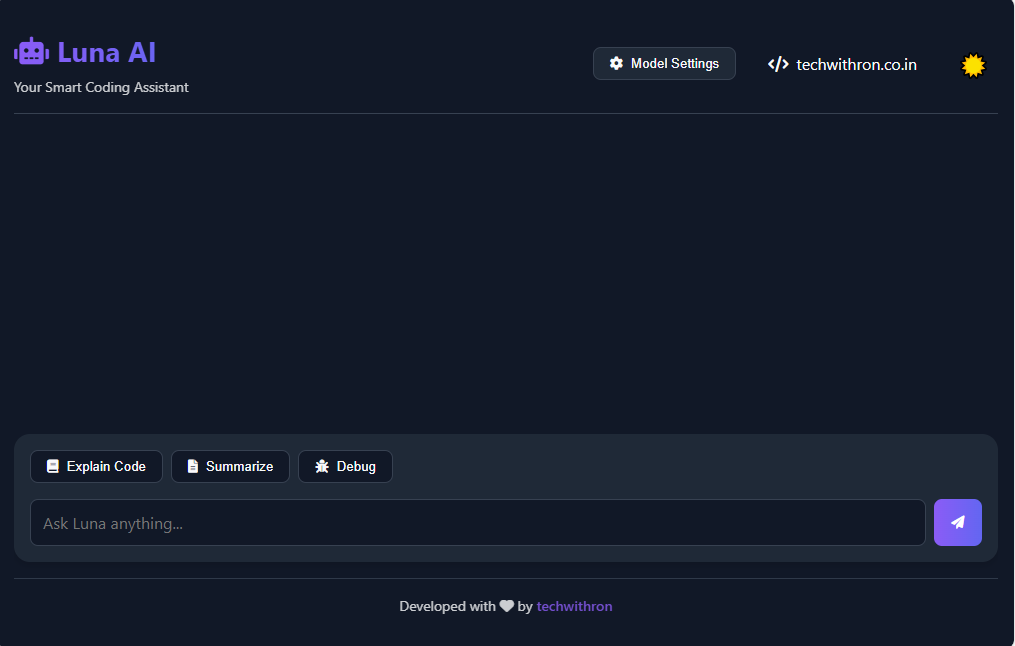 Luna AI
Your Smart Coding Assistant
Model Settings
</> techwithron.co.in
Explain Code
Summarize
Debug
Ask Luna anything...
Developed with ♥ by techwithron